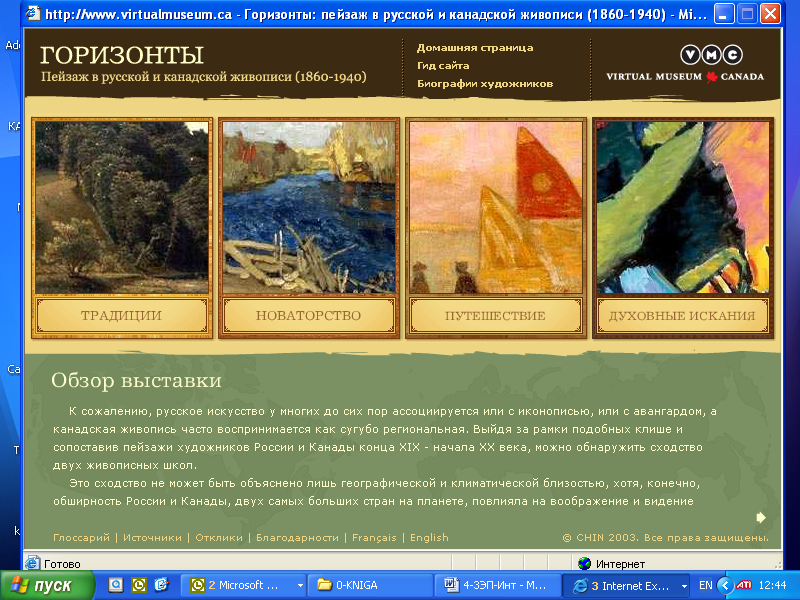 http://www.virtualmuseum.ca - Горизонты: пейзаж в русской и канадской живописи (1860-1940) - Mi...
ГОРИЗОНТЫ
Пейзаж в русской и канадской живописи (1860-1940)
Домашняя страница
Гид сайта
Биографии художников
VMC
VIRTUAL MUSEUM CANADA
ТРАДИЦИИ
НОВАТОРСТВО
ПУТЕШЕСТВИЕ
ДУХОВНЫЕ ИСКАНИЯ
Обзор выставки
К сожалению, русское искусство у многих до сих пор ассоциируется или с иконописью, или с авангардом, а
канадская живопись часто воспринимается как сугубо региональная. Выйдя за рамки подобных клише и
сопоставив пейзажи художников России и Канады конца XIX - начала XX века, можно обнаружить сходство
двух живописных школ.
Это сходство не может быть объяснено лишь географической и климатической близостью, хотя, конечно,
обширность России и Канады, двух самых больших стран на планете, повлияла на воображение и видение
Глоссарий | Источники | Отклики | Благодарности | Français | English
© CHIN 2003. Все права защищены.
Готово
Интернет
пуск
2 Microsoft ...
0-KNIGA
4-ЗЭП-Инт - M...
3 Internet Ex...
EN
ATI
12:44